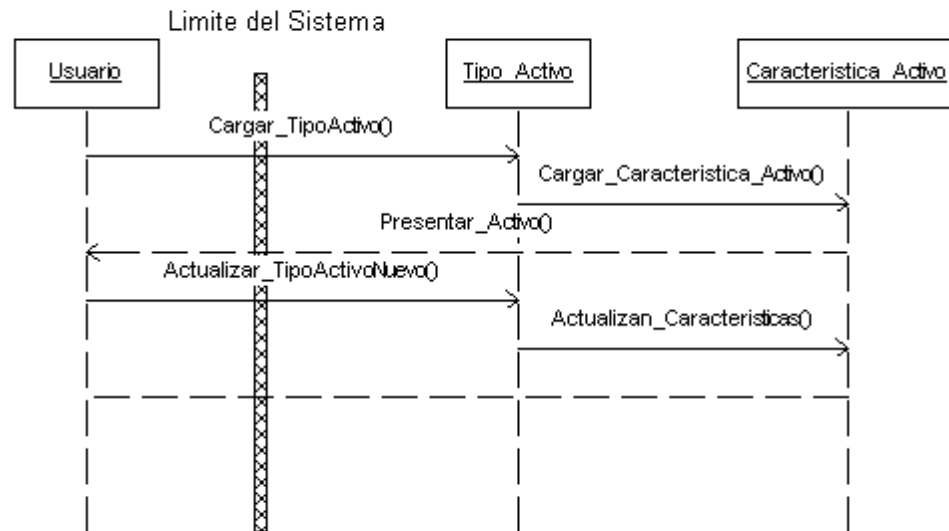 Limite del Sistema
Usuario
Tipo_Activo
Caracteristica_Activo
Cargar_TipoActivo()
Cargar_Caracteristica_Activo()
Presentar_Activo()
Actualizar_TipoActivoNuevo()
Actualizan_Caracteristicas()